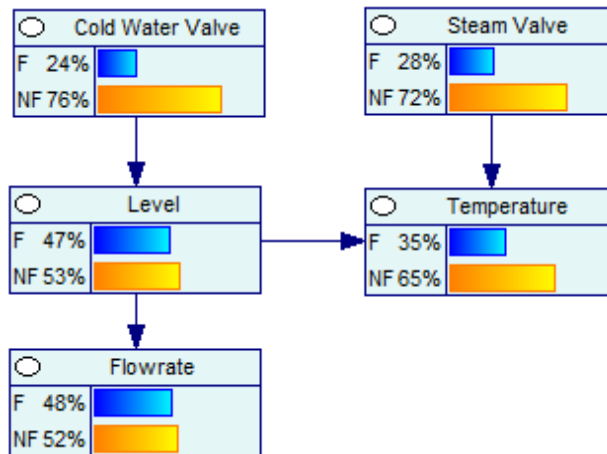 Cold Water Valve
F 24%
NF 76%
Steam Valve
F 28%
NF 72%
Level
F 47%
NF 53%
Temperature
F 35%
NF 65%
Flowrate
F 48%
NF 52%